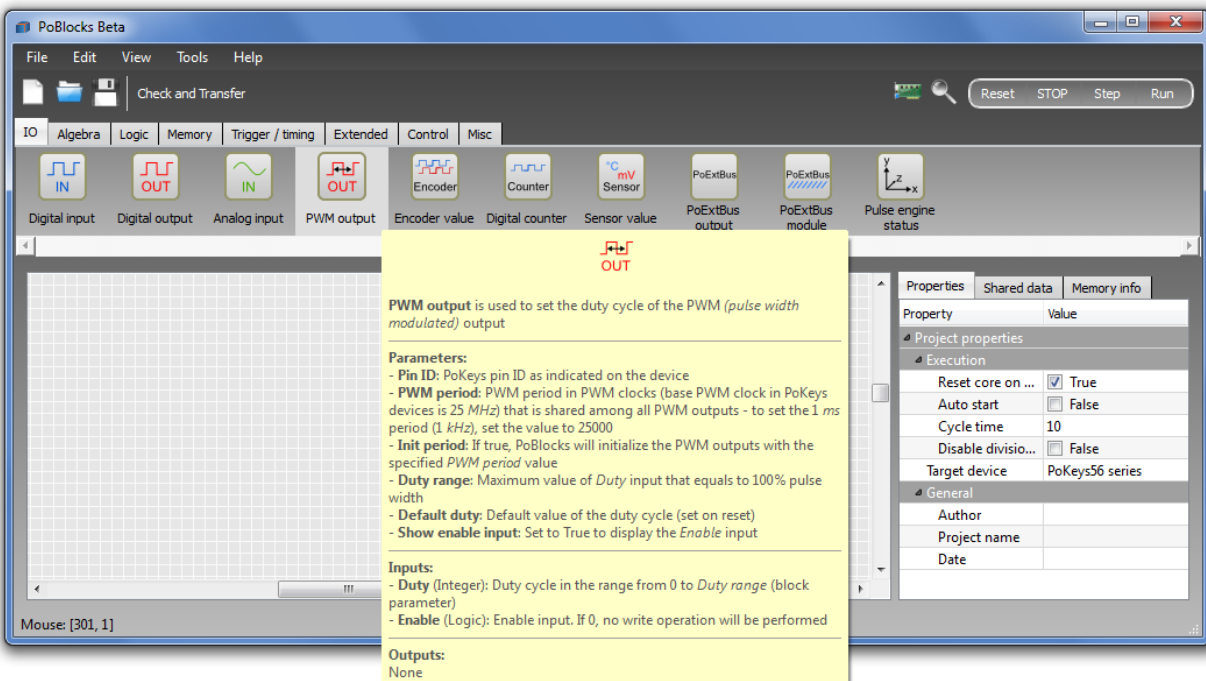 PoBlocks Beta
File Edit View Tools Help
Check and Transfer
Reset STOP Step Run
IO Algebra Logic Memory Trigger / timing Extended Control Misc
IN OUT IN OUT Encoder Counter °C mV Sensor PoExtBus PoExtBus y z x
Digital input Digital output Analog input PWM output Encoder value Digital counter Sensor value PoExtBus output PoExtBus module Pulse engine status
OUT
PWM output is used to set the duty cycle of the PWM (pulse width
modulated) output
Parameters:
- Pin ID: PoKeys pin ID as indicated on the device
- PWM period: PWM period in PWM clocks (base PWM clock in PoKeys
devices is 25 MHz) that is shared among all PWM outputs - to set the 1 ms
period (1 kHz), set the value to 25000
- Init period: If true, PoBlocks will initialize the PWM outputs with the
specified PWM period value
- Duty range: Maximum value of Duty input that equals to 100% pulse
width
- Default duty: Default value of the duty cycle (set on reset)
- Show enable input: Set to True to display the Enable input
Inputs:
- Duty (Integer): Duty cycle in the range from 0 to Duty range (block
parameter)
- Enable (Logic): Enable input. If 0, no write operation will be performed
Outputs:
None
Properties Shared data Memory info
Property Value
Project properties
Execution
Reset core on ... True
Auto start False
Cycle time 10
Disable divisio... False
Target device PoKeys56 series
General
Author
Project name
Date
Mouse: [301, 1]